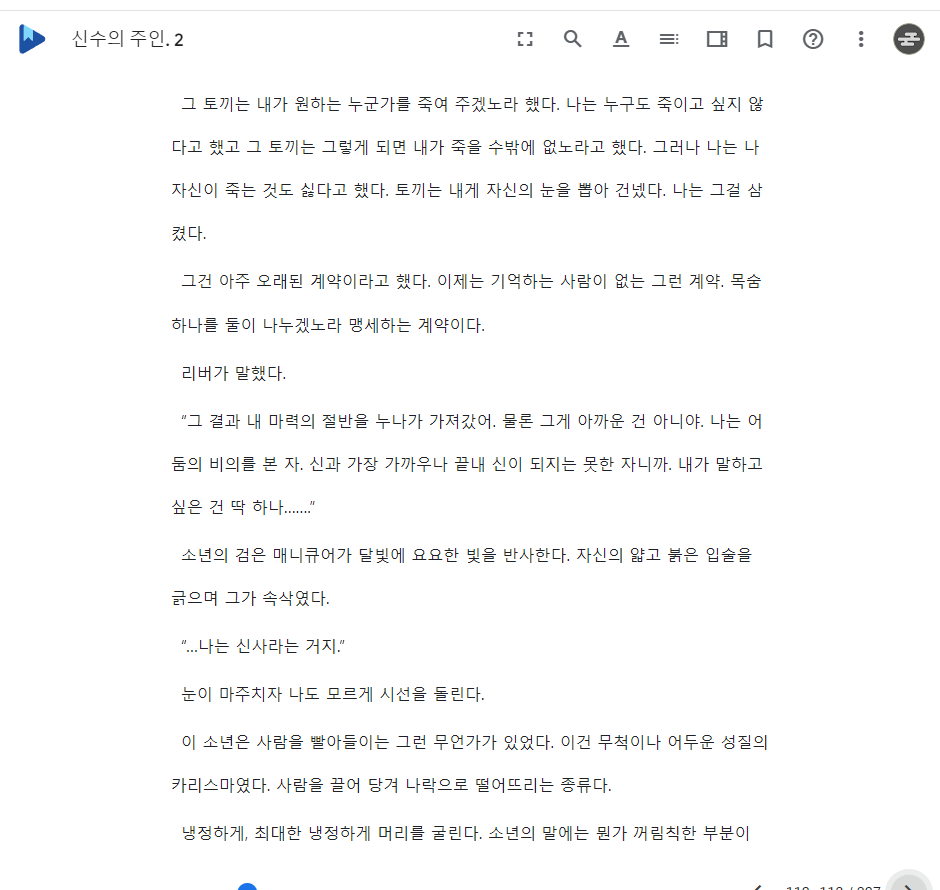 신수의 주인. 2
그 토끼는 내가 원하는 누군가를 죽여 주겠노라 했다. 나는 누구도 죽이고 싶지 않
다고 했고 그 토끼는 그렇게 되면 내가 죽을 수밖에 없노라고 했다. 그러나 나는 나
자신이 죽는 것도 싫다고 했다. 토끼는 내게 자신의 눈을 뽑아 건넸다. 나는 그걸 삼
켰다.
그건 아주 오래된 계약이라고 했다. 이제는 기억하는 사람이 없는 그런 계약. 목숨
하나를 둘이 나누겠노라 맹세하는 계약이다.
리버가 말했다.
“그 결과 내 마력의 절반을 누나가 가져갔어. 물론 그게 아까운 건 아니야. 나는 어
둠의 비의를 본 자. 신과 가장 가까우나 끝내 신이 되지는 못한 자니까. 내가 말하고
싶은 건 딱 하나.......”
소년의 검은 매니큐어가 달빛에 요요한 빛을 반사한다. 자신의 얇고 붉은 입술을
긁으며 그가 속삭였다.
“...나는 신사라는 거지.”
눈이 마주치자 나도 모르게 시선을 돌린다.
이 소년은 사람을 빨아들이는 그런 무언가가 있었다. 이건 무척이나 어두운 성질의
카리스마였다. 사람을 끌어 당겨 나락으로 떨어뜨리는 종류다.
냉정하게, 최대한 냉정하게 머리를 굴린다. 소년의 말에는 뭔가 꺼림칙한 부분이